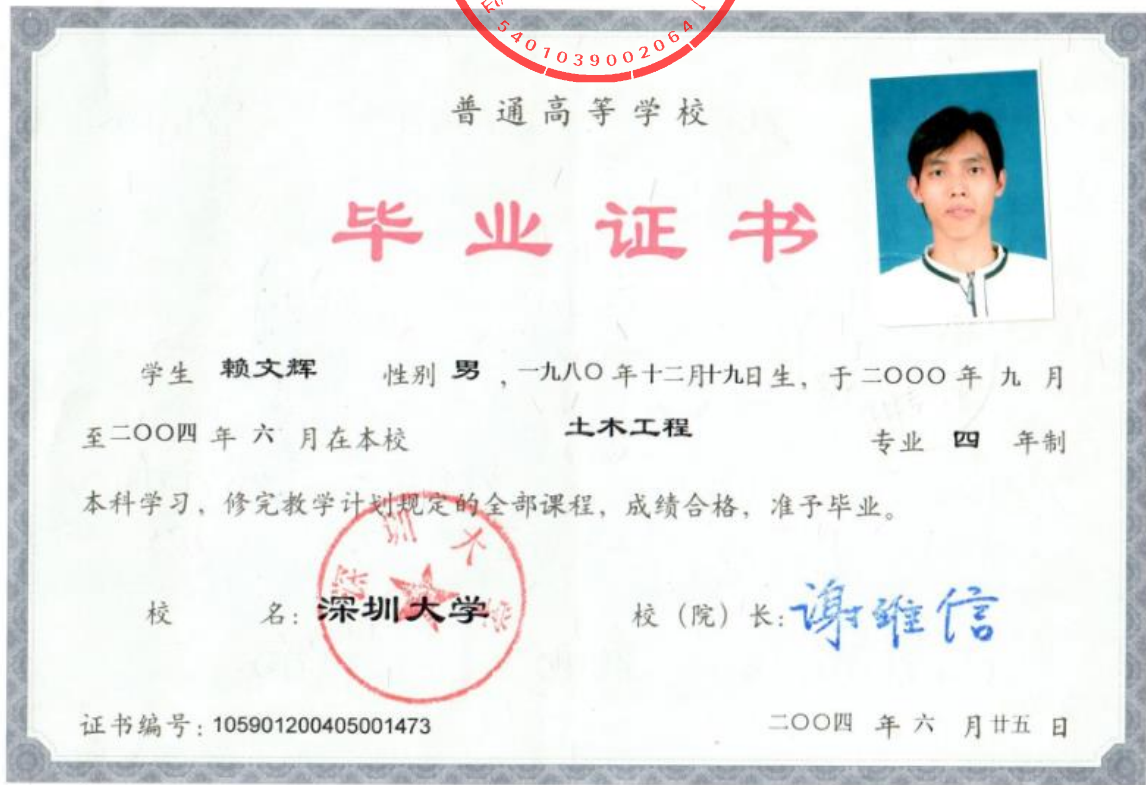 5401039002064
普通高等学校
毕业证书
学生 赖文辉 性别 男 ，一九八〇年十二月十九日生，于二〇〇〇年 九 月
至二〇〇四年 六 月在本校 土木工程 专业 四 年制
本科学习，修完教学计划规定的全部课程，成绩合格，准予毕业。
深圳大学
校 名：深圳大学 校（院）长：谢维信
证书编号：105901200405001473 二〇〇四 年 六 月廿五 日